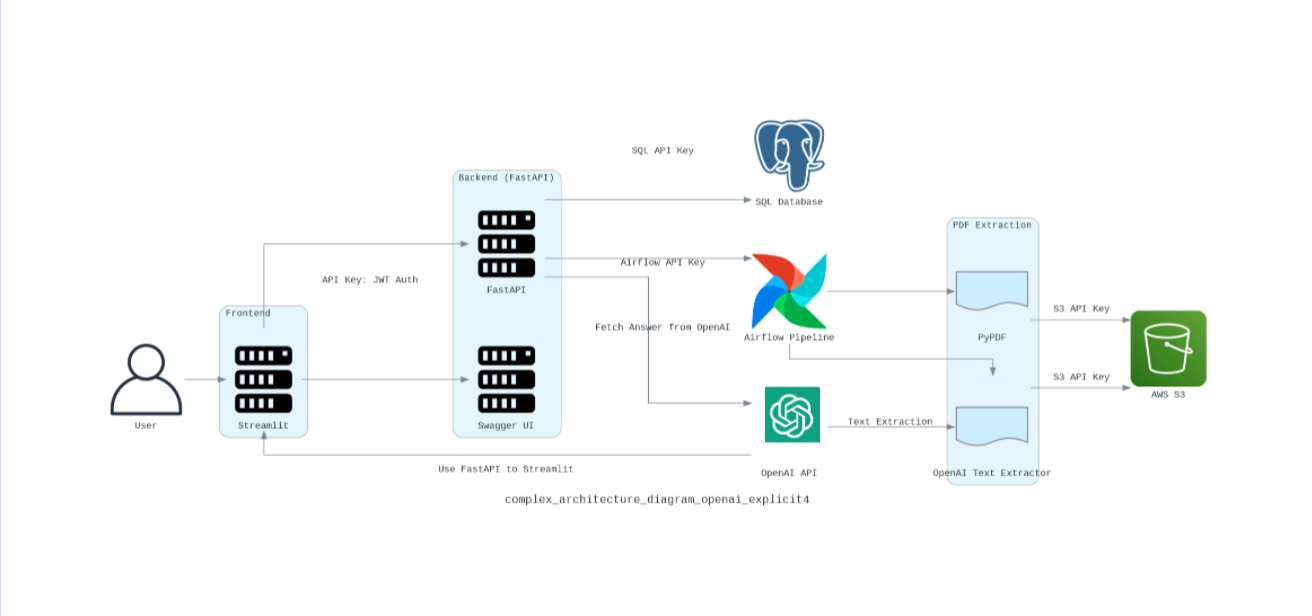 SQL API Key
Backend (FastAPI)
SQL Database
PDF Extraction
Airflow API Key
API Key: JWT Auth
FastAPI
S3 API Key
Frontend
Fetch Answer from OpenAI
Airflow Pipeline
PyPDF
S3 API Key
AWS S3
User
Streamlit
Swagger UI
Text Extraction
Use FastAPI to Streamlit
OpenAI API
OpenAI Text Extractor
complex_architecture_diagram_openai_explicit4